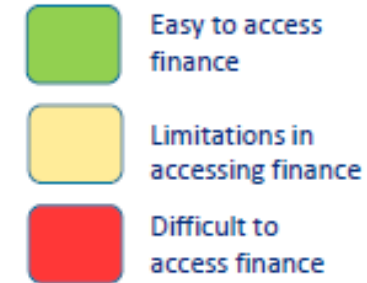 Easy to access
finance
Limitations in
accessing finance
Difficult to
access finance